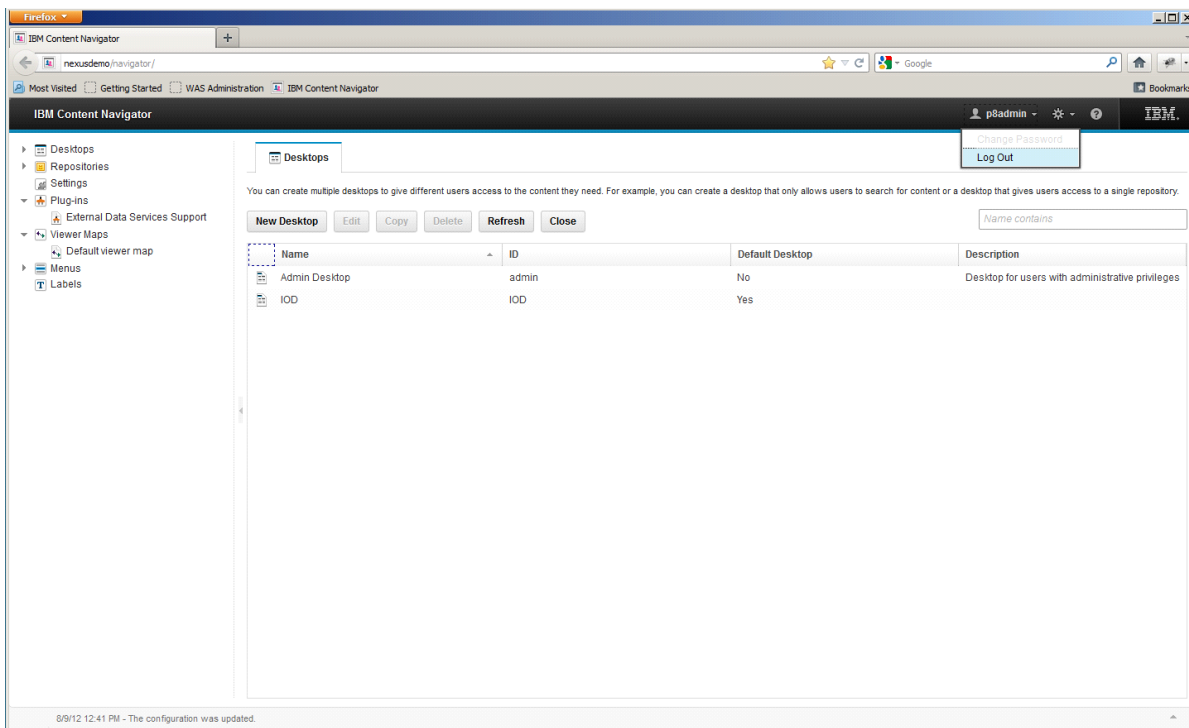 Firefox
IBM Content Navigator
+
nexusdemo/navigator/
Google
Most Visited Getting Started WAS Administration IBM Content Navigator Bookmarks
IBM Content Navigator p8admin ? IBM.
Change Password
Log Out
Desktops
Repositories
Settings
Plug-ins
External Data Services Support
Viewer Maps
Default viewer map
Menus
T Labels
Desktops
You can create multiple desktops to give different users access to the content they need. For example, you can create a desktop that only allows users to search for content or a desktop that gives users access to a single repository.
New Desktop Edit Copy Delete Refresh Close Name contains
Name ID Default Desktop Description
Admin Desktop admin No Desktop for users with administrative privileges
IOD IOD Yes
8/9/12 12:41 PM - The configuration was updated.